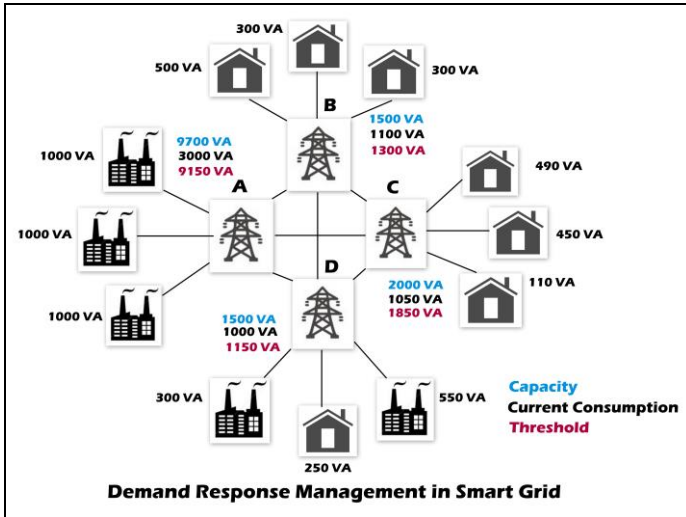 300 VA
500 VA
300 VA
B
1500 VA
1100 VA
1300 VA
9700 VA
3000 VA
9150 VA
1000 VA
A
C
490 VA
1000 VA
450 VA
D
1000 VA
110 VA
2000 VA
1050 VA
1850 VA
1500 VA
1000 VA
1150 VA
300 VA
250 VA
550 VA
Capacity
Current Consumption
Threshold
Demand Response Management in Smart Grid